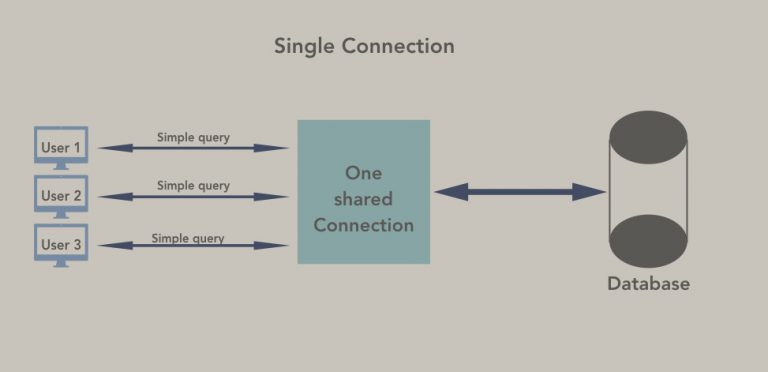 Single Connection
User 1
Simple query
User 2
Simple query
User 3
Simple query
One
shared
Connection
Database